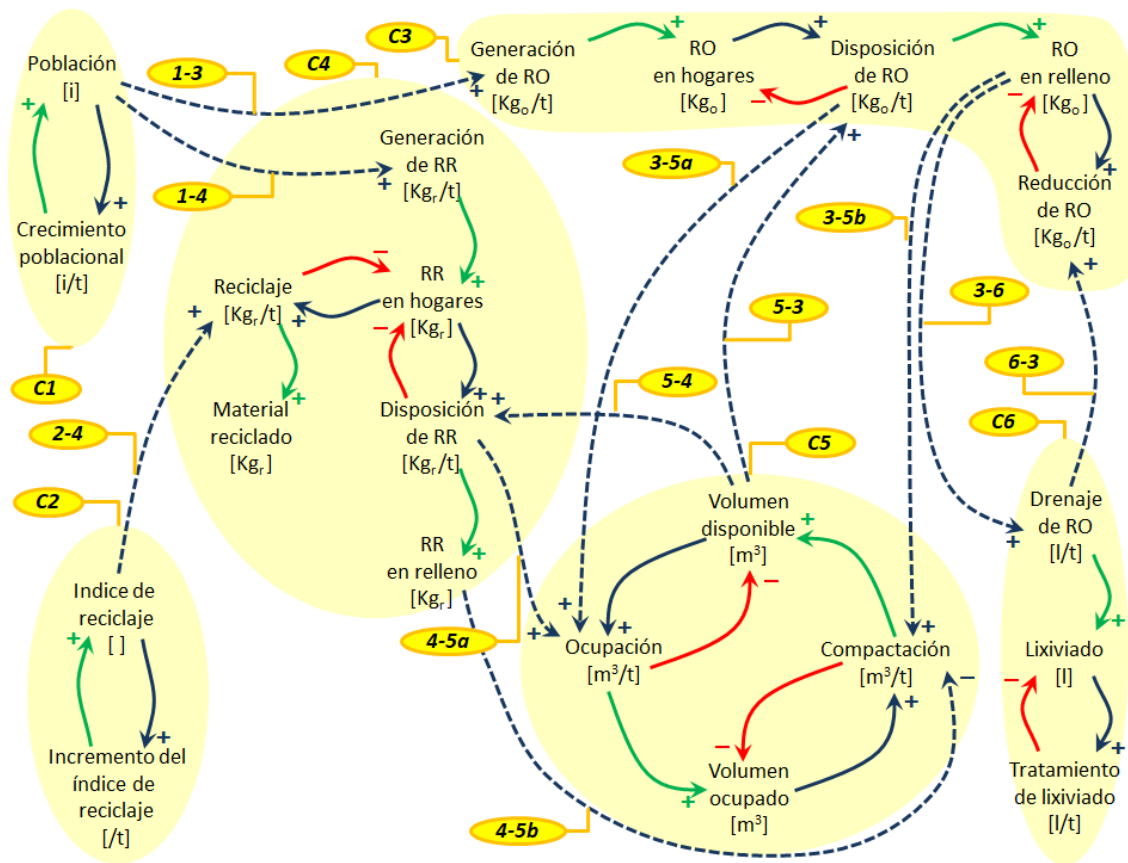 C3
Generación
de RO
[Kgₒ/t]
RO
en hogares
[Kgₒ]
Disposición
de RO
[Kgₒ/t]
RO
en relleno
[Kgₒ]
+
+
+
+
+
−
−
+
Reducción
de RO
[Kgₒ/t]
+
Población
[i]
+
+
Crecimiento
poblacional
[i/t]
C1
1-3
C4
1-4
Generación
de RR
[Kgᵣ/t]
+
+
−
Reciclaje
[Kgᵣ/t]
+
+
RR
en hogares
[Kgᵣ]
−
+
+
+
Material
reciclado
[Kgᵣ]
Disposición
de RR
[Kgᵣ/t]
+
RR
en relleno
[Kgᵣ]
2-4
C2
Indice de
reciclaje
[ ]
+
+
Incremento del
índice de
reciclaje
[/t]
3-5a
3-5b
5-3
5-4
3-6
6-3
C6
C5
4-5a
4-5b
Volumen
disponible
[m³]
+
−
+
+
+
Ocupación
[m³/t]
+
Compactación
[m³/t]
−
+
−
+
Volumen
ocupado
[m³]
Drenaje
de RO
[l/t]
+
+
Lixiviado
[l]
−
+
Tratamiento
de lixiviado
[l/t]